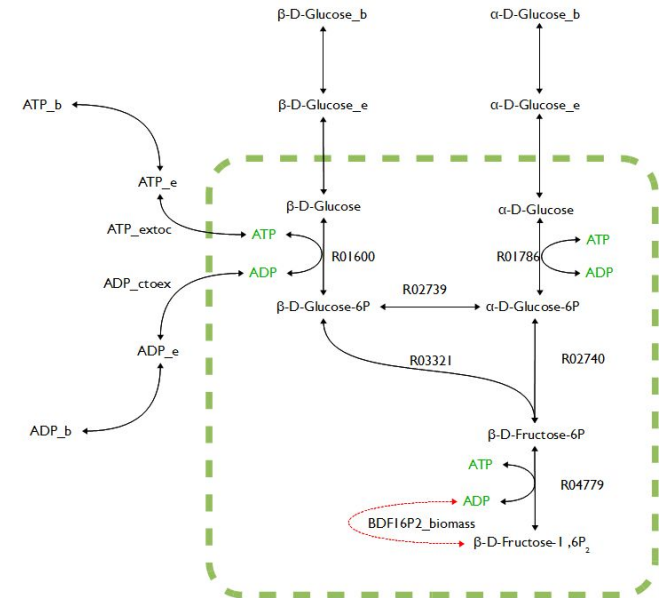 β-D-Glucose_b α-D-Glucose_b
ATP_b β-D-Glucose_e α-D-Glucose_e
ATP_e
β-D-Glucose α-D-Glucose
ATP_extoc ATP ATP
R01600 R01786
ADP_ctoex ADP ADP
R02739
β-D-Glucose-6P α-D-Glucose-6P
ADP_e R03321 R02740
ADP_b β-D-Fructose-6P
ATP
R04779
ADP
BDF16P2_biomass
β-D-Fructose-1,6P₂